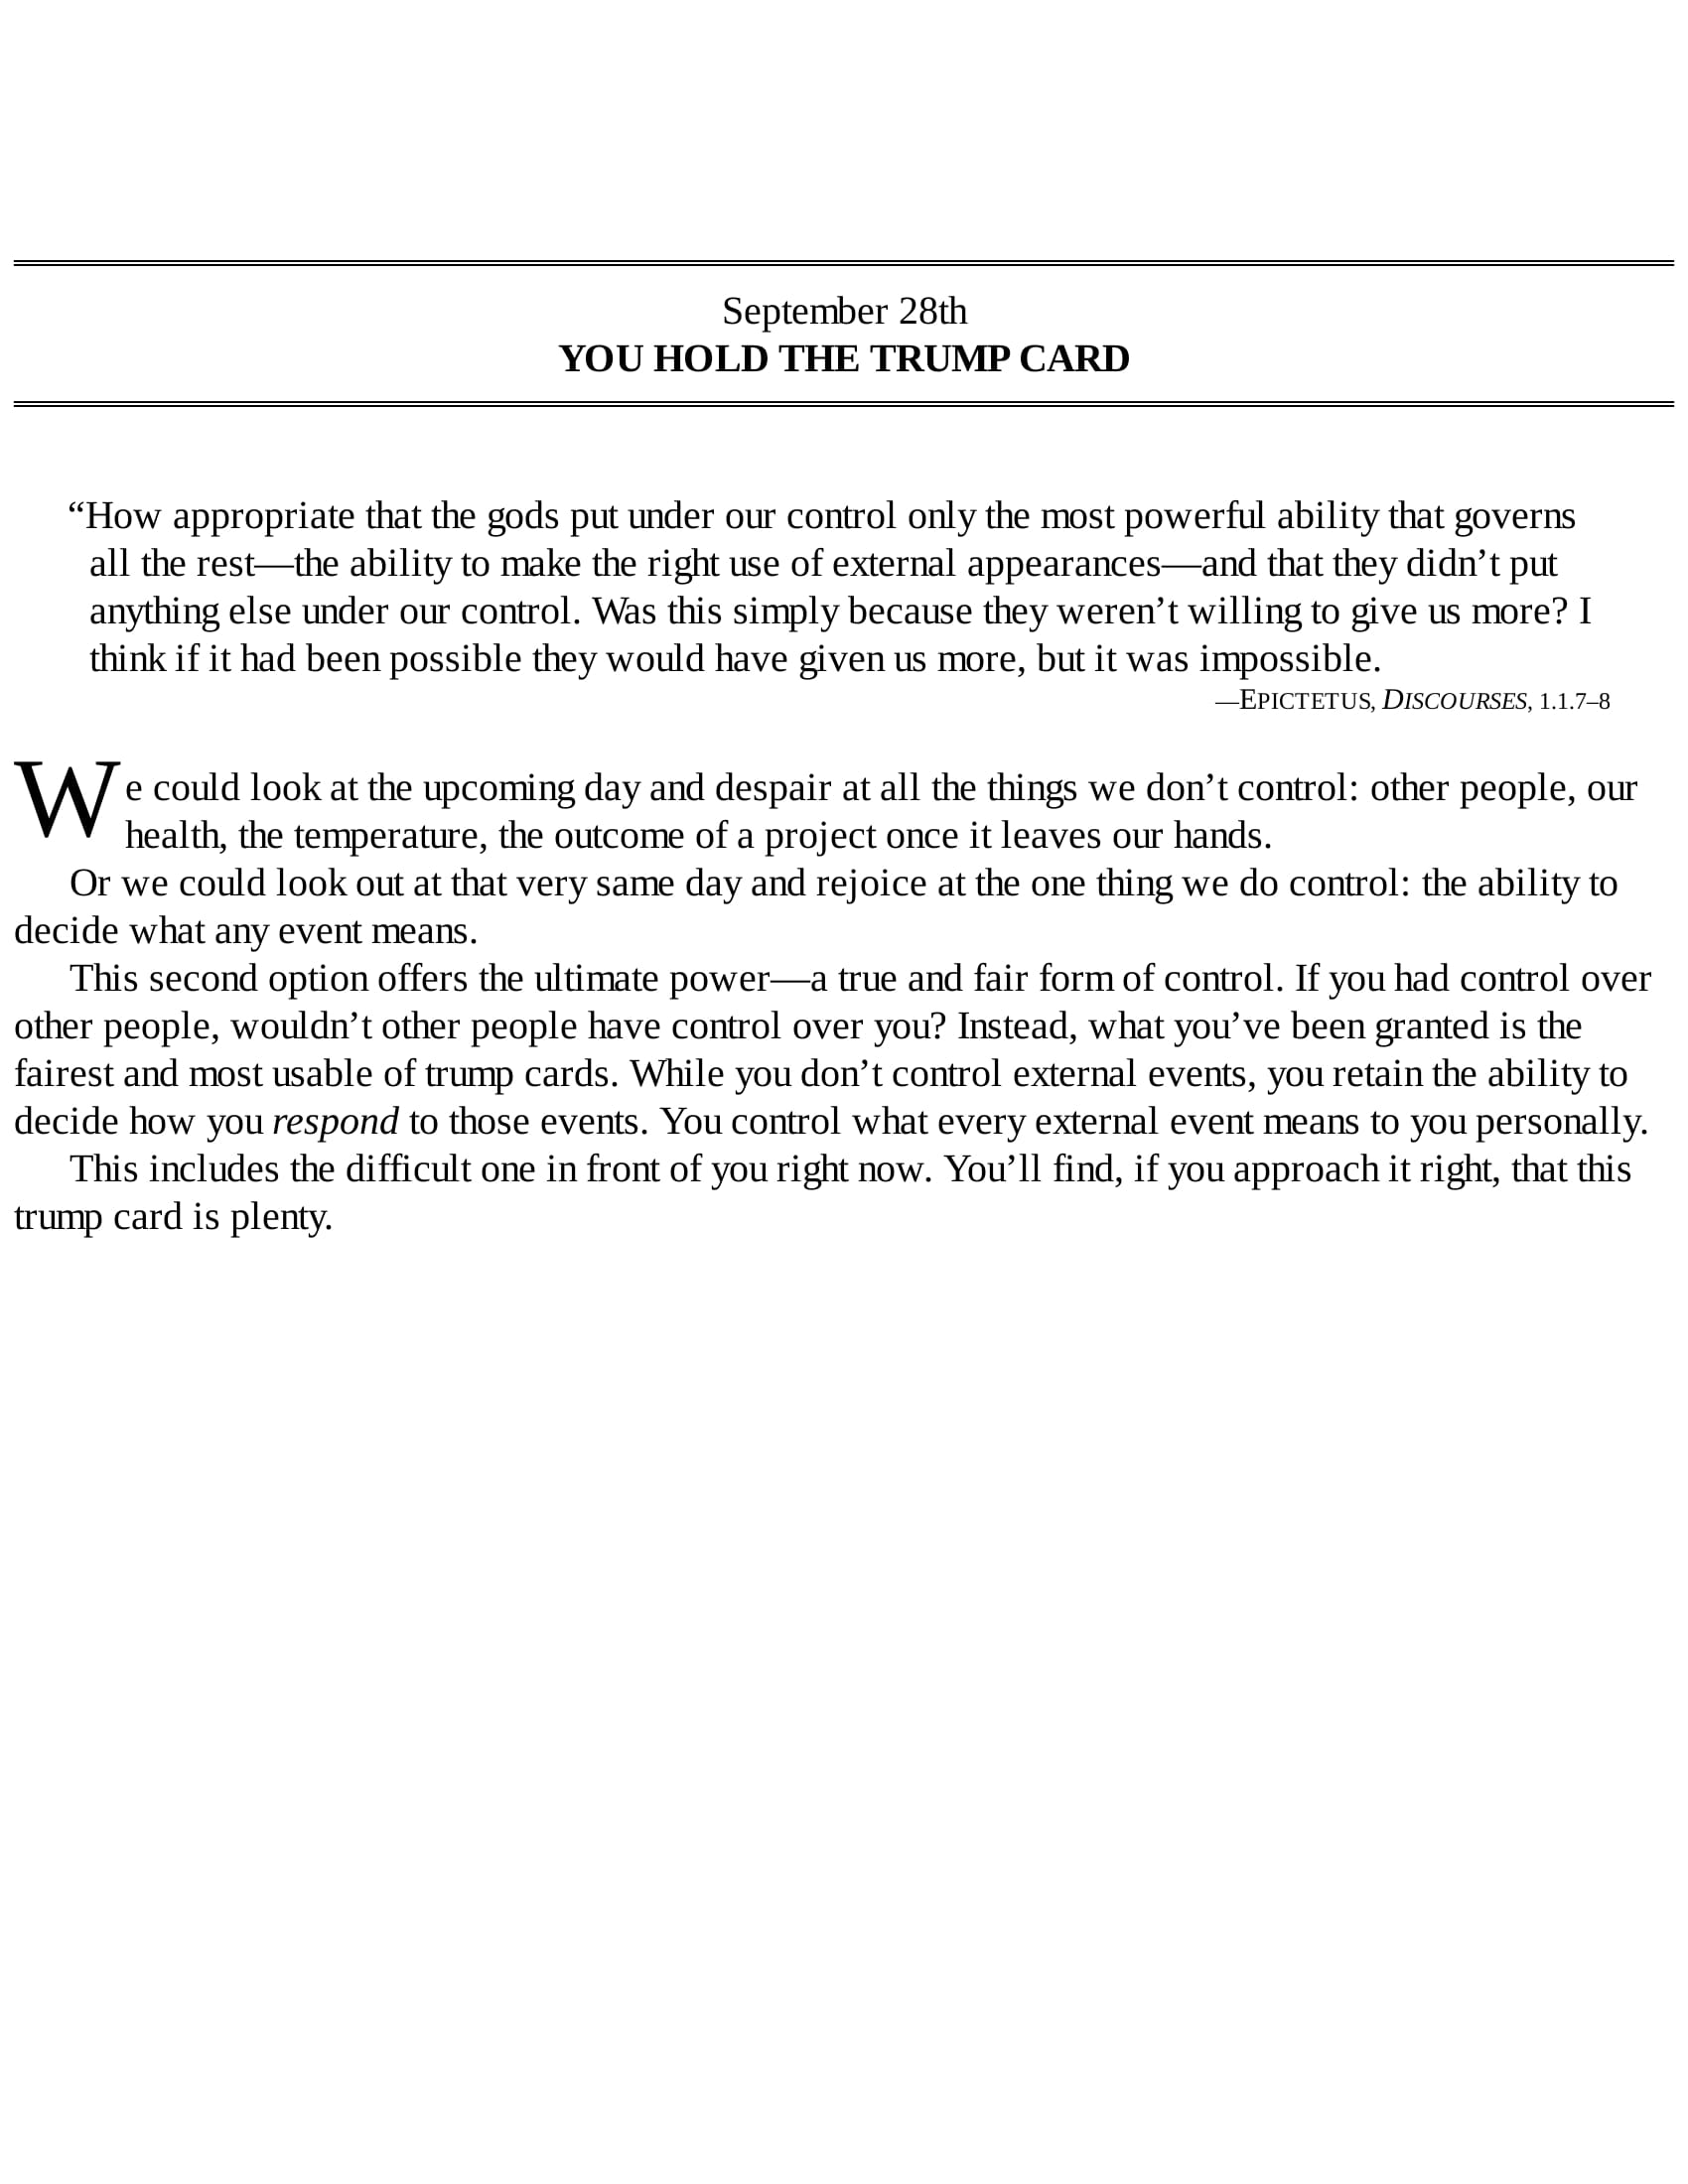 September 28th
YOU HOLD THE TRUMP CARD
“How appropriate that the gods put under our control only the most powerful ability that governs
all the rest—the ability to make the right use of external appearances—and that they didn’t put
anything else under our control. Was this simply because they weren’t willing to give us more? I
think if it had been possible they would have given us more, but it was impossible.
—EPICTETUS, DISCOURSES, 1.1.7–8
We could look at the upcoming day and despair at all the things we don’t control: other people, our
health, the temperature, the outcome of a project once it leaves our hands.
Or we could look out at that very same day and rejoice at the one thing we do control: the ability to
decide what any event means.
This second option offers the ultimate power—a true and fair form of control. If you had control over
other people, wouldn’t other people have control over you? Instead, what you’ve been granted is the
fairest and most usable of trump cards. While you don’t control external events, you retain the ability to
decide how you respond to those events. You control what every external event means to you personally.
This includes the difficult one in front of you right now. You’ll find, if you approach it right, that this
trump card is plenty.